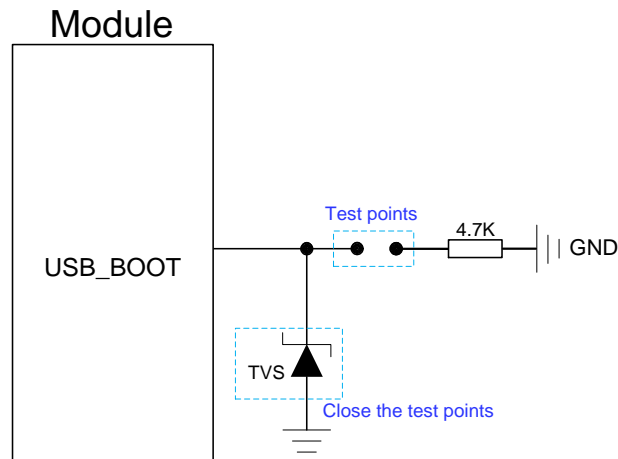 Module
Test points
4.7K
GND
USB_BOOT
TVS
Close the test points